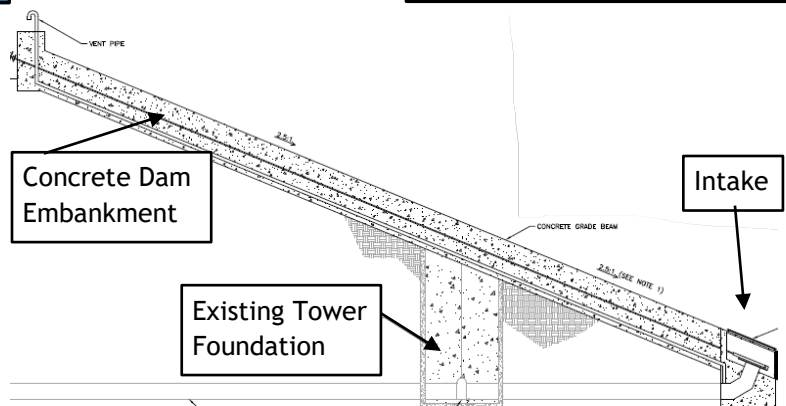 VENT PIPE
2.5:1
Concrete Dam
Embankment
Intake
CONCRETE GRADE BEAM
2.5:1 (SEE NOTE 1)
Existing Tower
Foundation